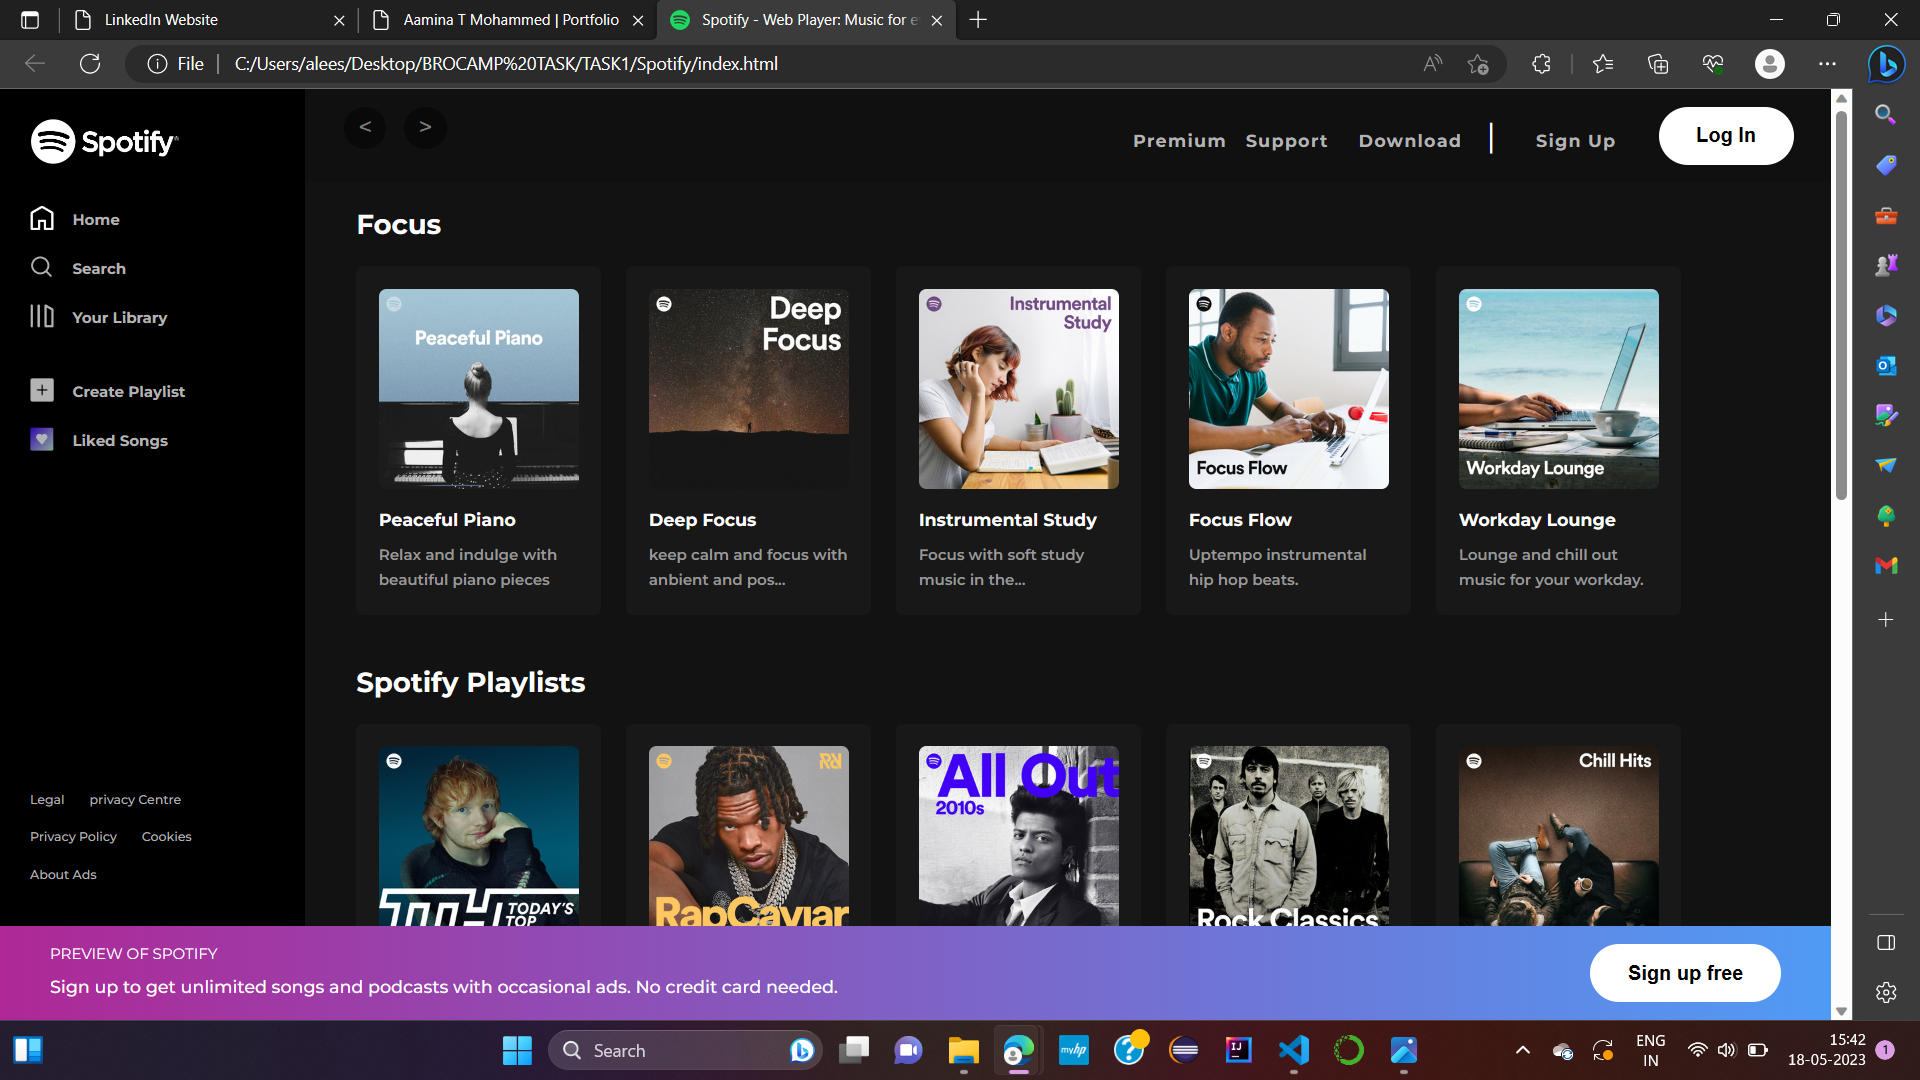 LinkedIn Website
Aamina T Mohammed | Portfolio
Spotify - Web Player: Music for e
File
C:/Users/alees/Desktop/BROCAMP%20TASK/TASK1/Spotify/index.html
Spotify
Home
Search
Your Library
Create Playlist
Liked Songs
Legal privacy Centre
Privacy Policy Cookies
About Ads
< >
Premium Support Download | Sign Up Log In
Focus
Peaceful Piano
Deep
Focus
Instrumental
Study
Focus Flow
Workday Lounge
Peaceful Piano
Relax and indulge with
beautiful piano pieces
Deep Focus
keep calm and focus with
anbient and pos...
Instrumental Study
Focus with soft study
music in the...
Focus Flow
Uptempo instrumental
hip hop beats.
Workday Lounge
Lounge and chill out
music for your workday.
Spotify Playlists
TODAY'S
TOP
RapCaviar
All Out
2010s
Rock Classics
Chill Hits
PREVIEW OF SPOTIFY
Sign up to get unlimited songs and podcasts with occasional ads. No credit card needed.
Sign up free
Search
myhp
IJ
ENG
IN
15:42
18-05-2023
1